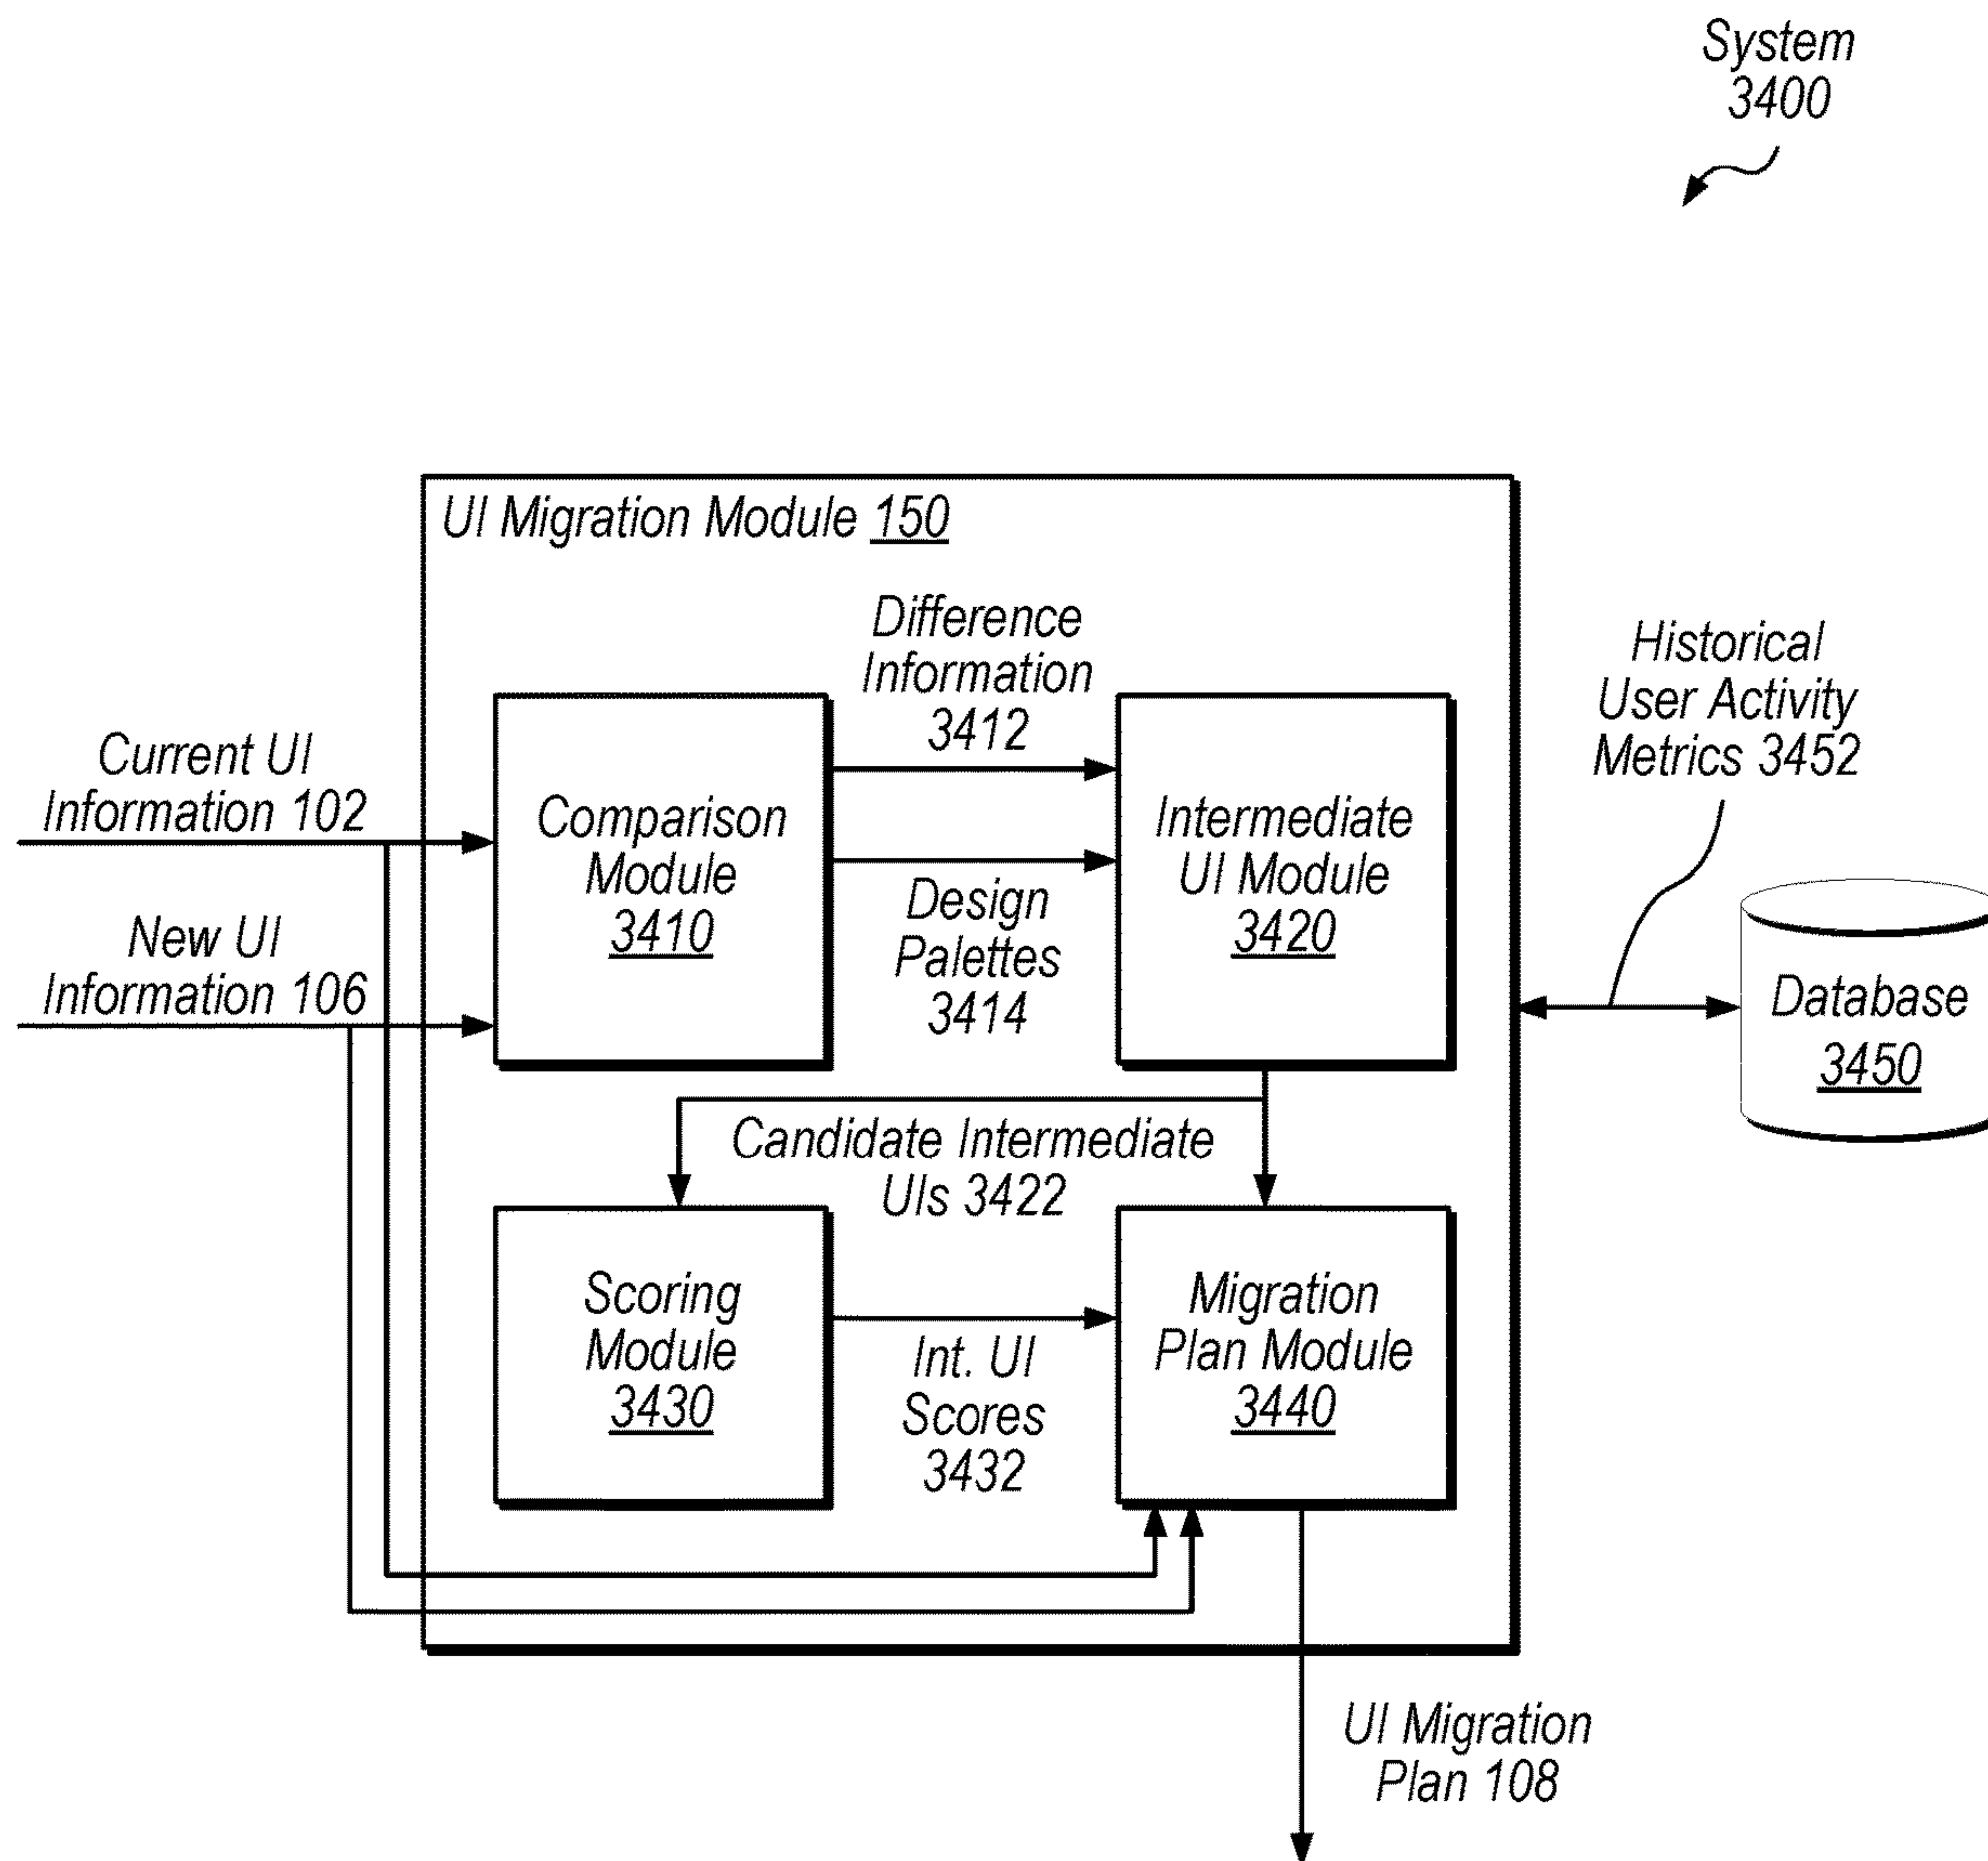 System
3400
UI Migration Module 150
Difference
Information
3412
Historical
User Activity
Metrics 3452
Current UI
Information 102
Comparison
Module
3410
Intermediate
UI Module
3420
New UI
Information 106
Design
Palettes
3414
Database
3450
Candidate Intermediate
UIs 3422
Scoring
Module
3430
Int. UI
Scores
3432
Migration
Plan Module
3440
UI Migration
Plan 108